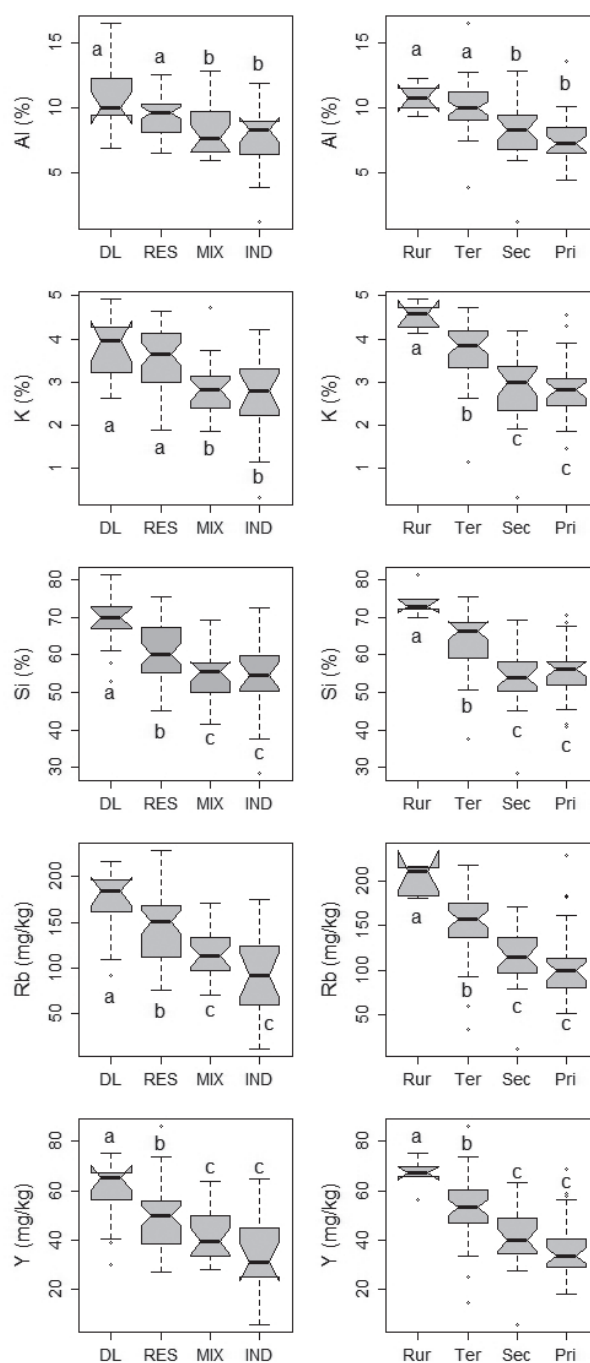 Al (%)
15
10
5
a a b b
DL RES MIX IND
Al (%)
15
10
5
a a b b
Rur Ter Sec Pri
K (%)
5
4
3
2
1
a a b b
DL RES MIX IND
K (%)
5
4
3
2
1
a b c c
Rur Ter Sec Pri
Si (%)
80
70
60
50
40
30
a b c c
DL RES MIX IND
Si (%)
80
70
60
50
40
30
a b c c
Rur Ter Sec Pri
Rb (mg/kg)
200
150
100
50
a b c c
DL RES MIX IND
Rb (mg/kg)
200
150
100
50
a b c c
Rur Ter Sec Pri
Y (mg/kg)
80
60
40
20
a b c c
DL RES MIX IND
Y (mg/kg)
80
60
40
20
a b c c
Rur Ter Sec Pri